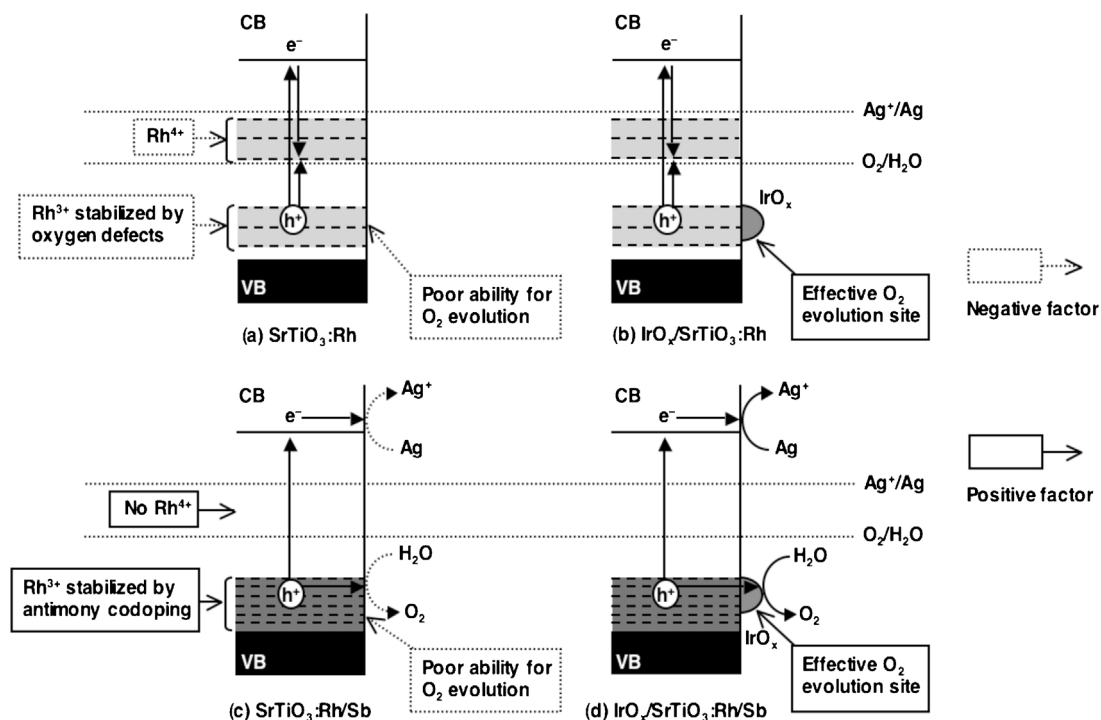 CB
e⁻
Rh⁴⁺
Rh³⁺ stabilized by
oxygen defects
h⁺
VB
Poor ability for
O₂ evolution
(a) SrTiO₃:Rh
CB
e⁻
Ag⁺/Ag
O₂/H₂O
h⁺
IrOₓ
VB
Effective O₂
evolution site
(b) IrOₓ/SrTiO₃:Rh
Negative factor
CB
e⁻
Ag⁺
Ag
No Rh⁴⁺
H₂O
Rh³⁺ stabilized by
antimony codoping
h⁺
O₂
VB
Poor ability for
O₂ evolution
(c) SrTiO₃:Rh/Sb
CB
e⁻
Ag⁺
Ag
Ag⁺/Ag
O₂/H₂O
H₂O
h⁺
O₂
IrOₓ
VB
Effective O₂
evolution site
(d) IrOₓ/SrTiO₃:Rh/Sb
Positive factor